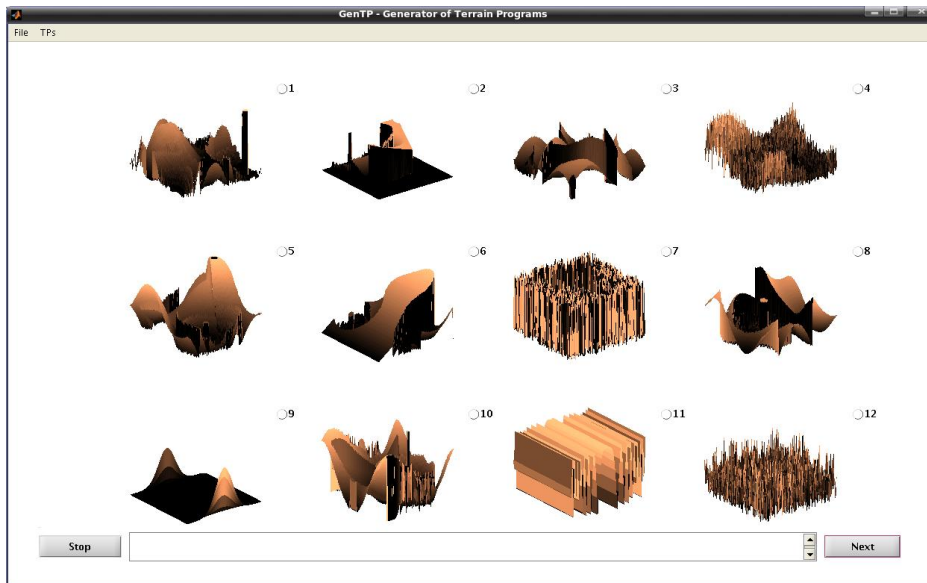 GenTP - Generator of Terrain Programs
File TPs
1 2 3 4
5 6 7 8
9 10 11 12
Stop Next